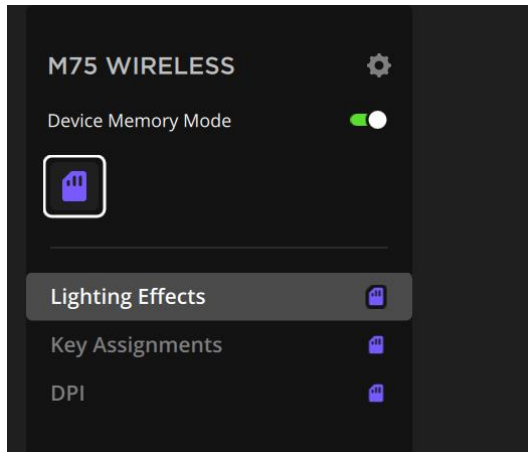 M75 WIRELESS
Device Memory Mode
Lighting Effects
Key Assignments
DPI